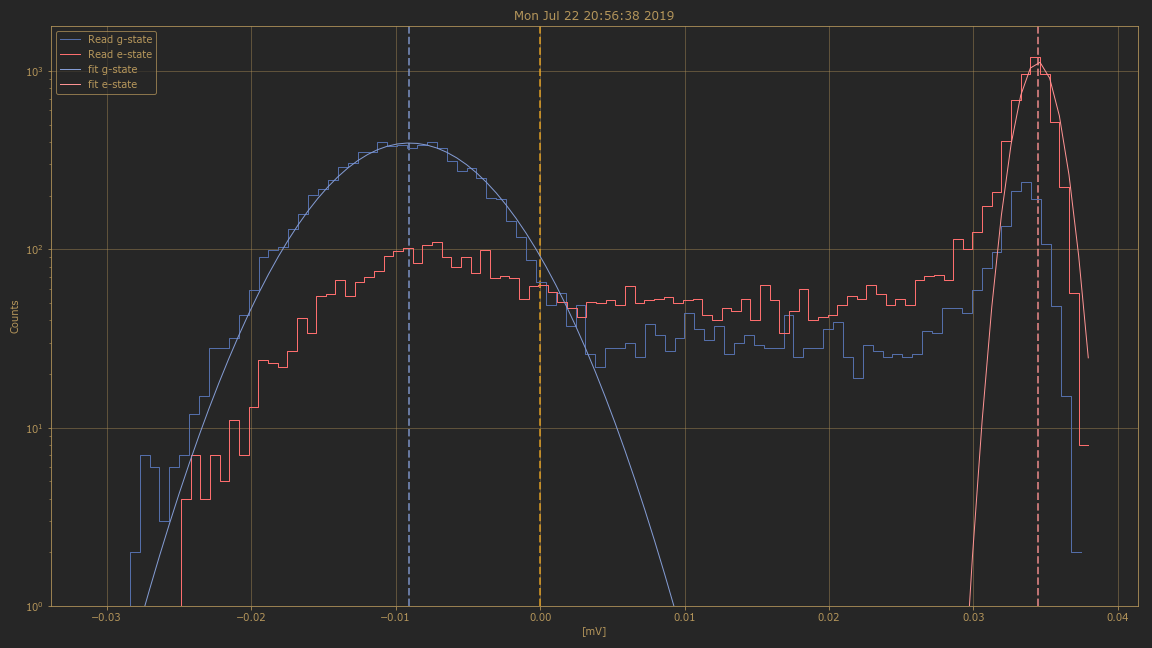 Mon Jul 22 20:56:38 2019
Read g-state
Read e-state
fit g-state
fit e-state
Counts
10³
10²
10¹
10⁰
−0.03 −0.02 −0.01 0.00 0.01 0.02 0.03 0.04
[mV]